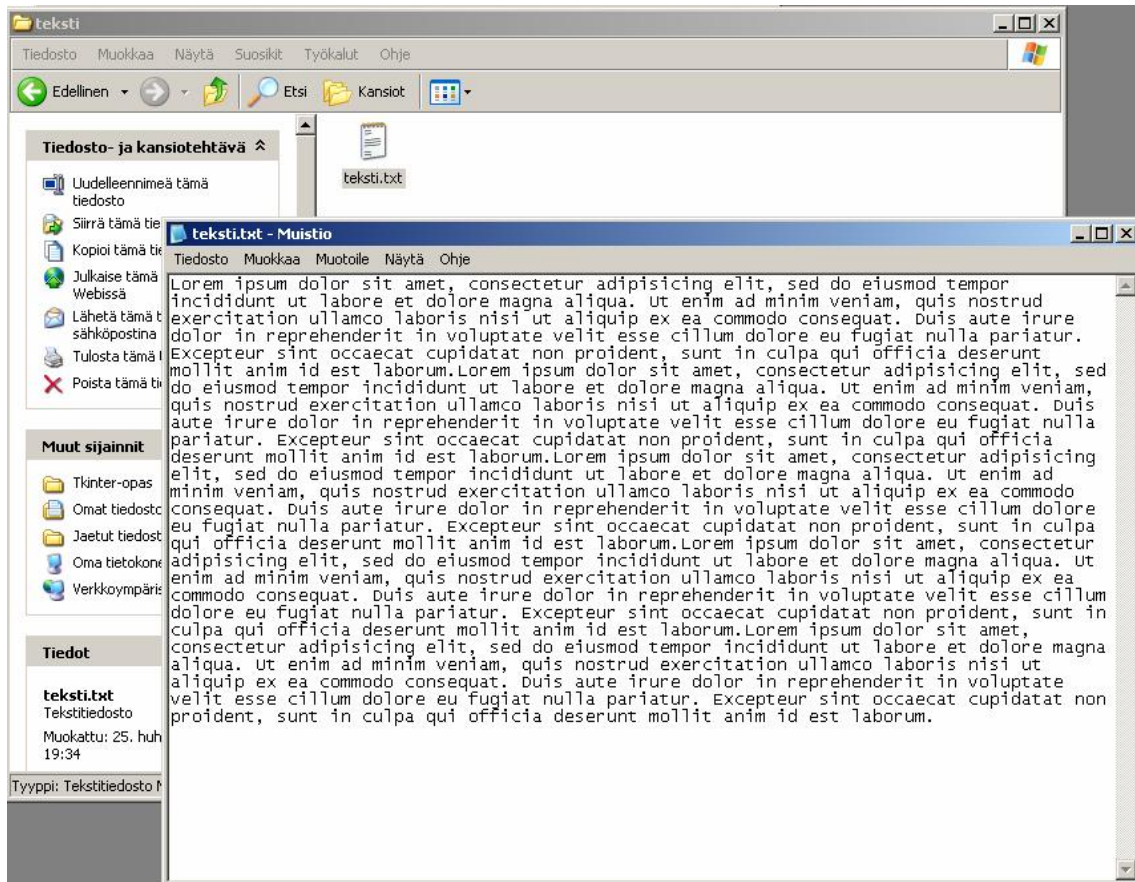 teksti
Tiedosto Muokkaa Näytä Suosikit Työkalut Ohje
Edellinen Etsi Kansiot
Tiedosto- ja kansiotehtävä
Uudelleennimeä tämä
tiedosto
Siirrä tämä tie
Kopioi tämä tie
Julkaise tämä
Webissä
Lähetä tämä t
sähköpostina
Tulosta tämä t
Poista tämä tie
Muut sijainnit
Tkinter-opas
Omat tiedosto
Jaetut tiedost
Oma tietokone
Verkkoympäris
Tiedot
teksti.txt
Tekstitiedosto
Muokattu: 25. huh
19:34
Tyyppi: Tekstitiedosto M
teksti.txt
teksti.txt - Muistio
Tiedosto Muokkaa Muotoile Näytä Ohje
Lorem ipsum dolor sit amet, consectetur adipisicing elit, sed do eiusmod tempor
incididunt ut labore et dolore magna aliqua. Ut enim ad minim veniam, quis nostrud
exercitation ullamco laboris nisi ut aliquip ex ea commodo consequat. Duis aute irure
dolor in reprehenderit in voluptate velit esse cillum dolore eu fugiat nulla pariatur.
Excepteur sint occaecat cupidatat non proident, sunt in culpa qui officia deserunt
mollit anim id est laborum.Lorem ipsum dolor sit amet, consectetur adipisicing elit, sed
do eiusmod tempor incididunt ut labore et dolore magna aliqua. Ut enim ad minim veniam,
quis nostrud exercitation ullamco laboris nisi ut aliquip ex ea commodo consequat. Duis
aute irure dolor in reprehenderit in voluptate velit esse cillum dolore eu fugiat nulla
pariatur. Excepteur sint occaecat cupidatat non proident, sunt in culpa qui officia
deserunt mollit anim id est laborum.Lorem ipsum dolor sit amet, consectetur adipisicing
elit, sed do eiusmod tempor incididunt ut labore et dolore magna aliqua. Ut enim ad
minim veniam, quis nostrud exercitation ullamco laboris nisi ut aliquip ex ea commodo
consequat. Duis aute irure dolor in reprehenderit in voluptate velit esse cillum dolore
eu fugiat nulla pariatur. Excepteur sint occaecat cupidatat non proident, sunt in culpa
qui officia deserunt mollit anim id est laborum.Lorem ipsum dolor sit amet, consectetur
adipisicing elit, sed do eiusmod tempor incididunt ut labore et dolore magna aliqua. Ut
enim ad minim veniam, quis nostrud exercitation ullamco laboris nisi ut aliquip ex ea
commodo consequat. Duis aute irure dolor in reprehenderit in voluptate velit esse cillum
dolore eu fugiat nulla pariatur. Excepteur sint occaecat cupidatat non proident, sunt in
culpa qui officia deserunt mollit anim id est laborum.Lorem ipsum dolor sit amet,
consectetur adipisicing elit, sed do eiusmod tempor incididunt ut labore et dolore magna
aliqua. Ut enim ad minim veniam, quis nostrud exercitation ullamco laboris nisi ut
aliquip ex ea commodo consequat. Duis aute irure dolor in reprehenderit in voluptate
velit esse cillum dolore eu fugiat nulla pariatur. Excepteur sint occaecat cupidatat non
proident, sunt in culpa qui officia deserunt mollit anim id est laborum.